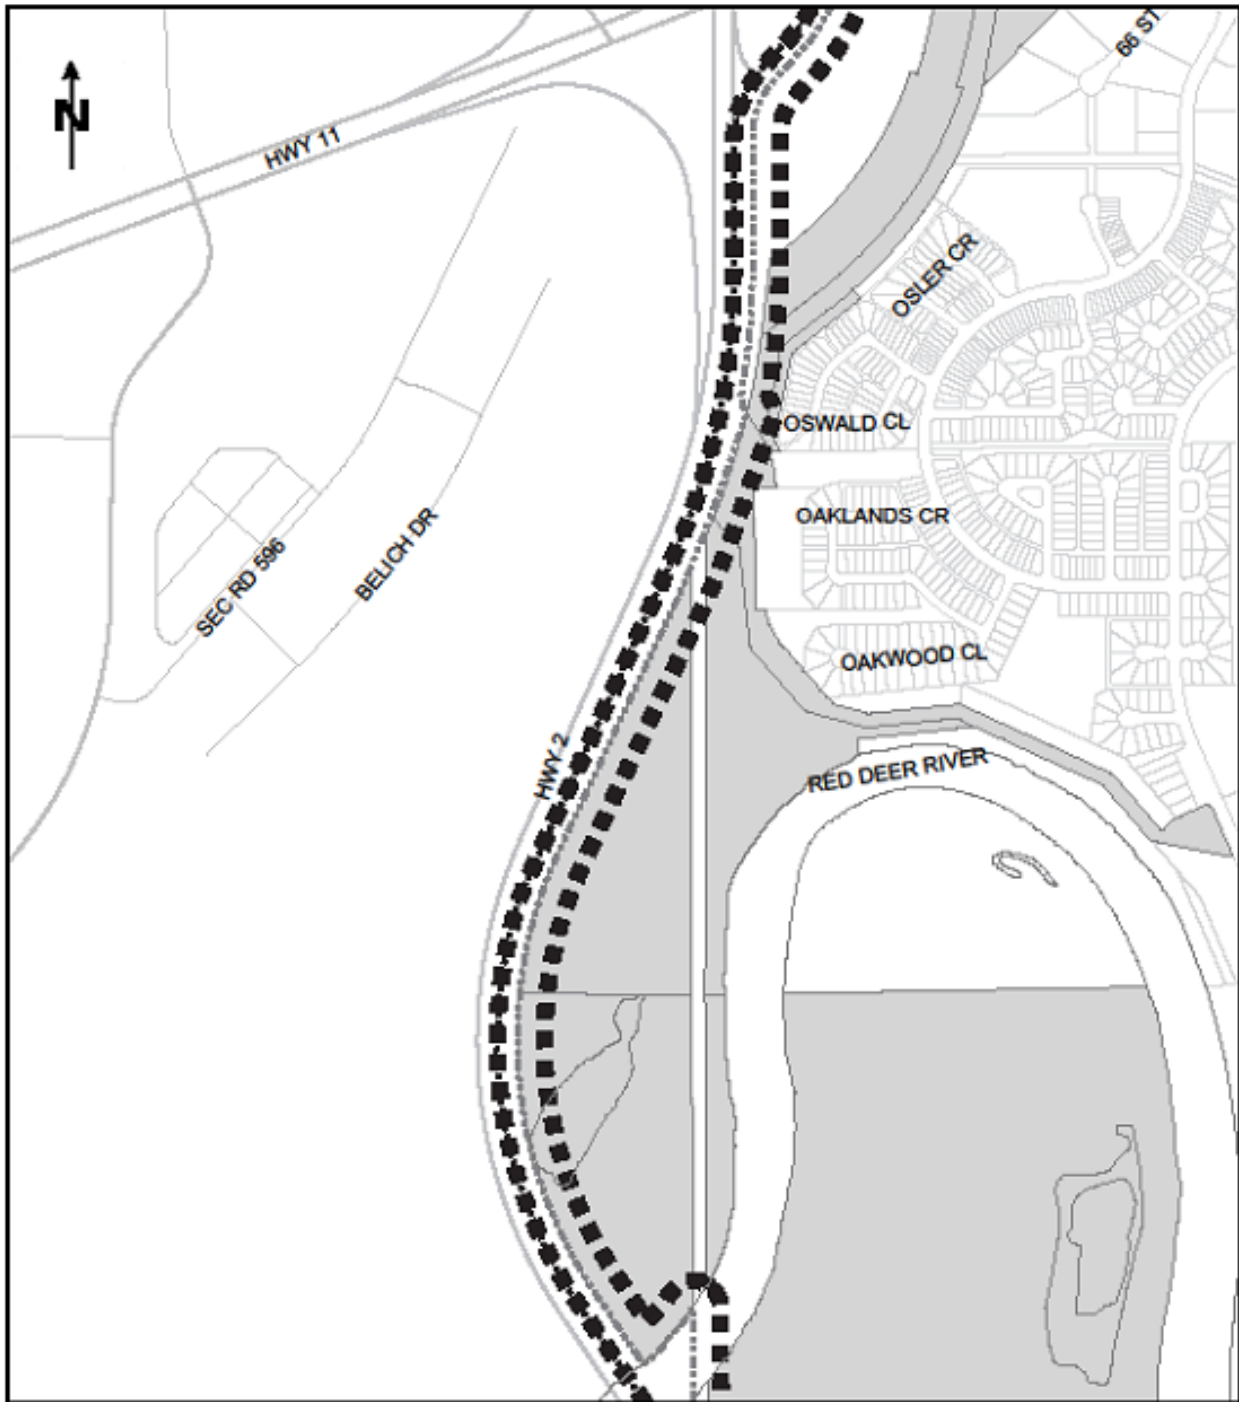 66 ST
N
HWY 11
OSLER CR
OSWALD CL
OAKLANDS CR
SEC RD 596
BELICH DR
OAKWOOD CL
HWY 2
RED DEER RIVER